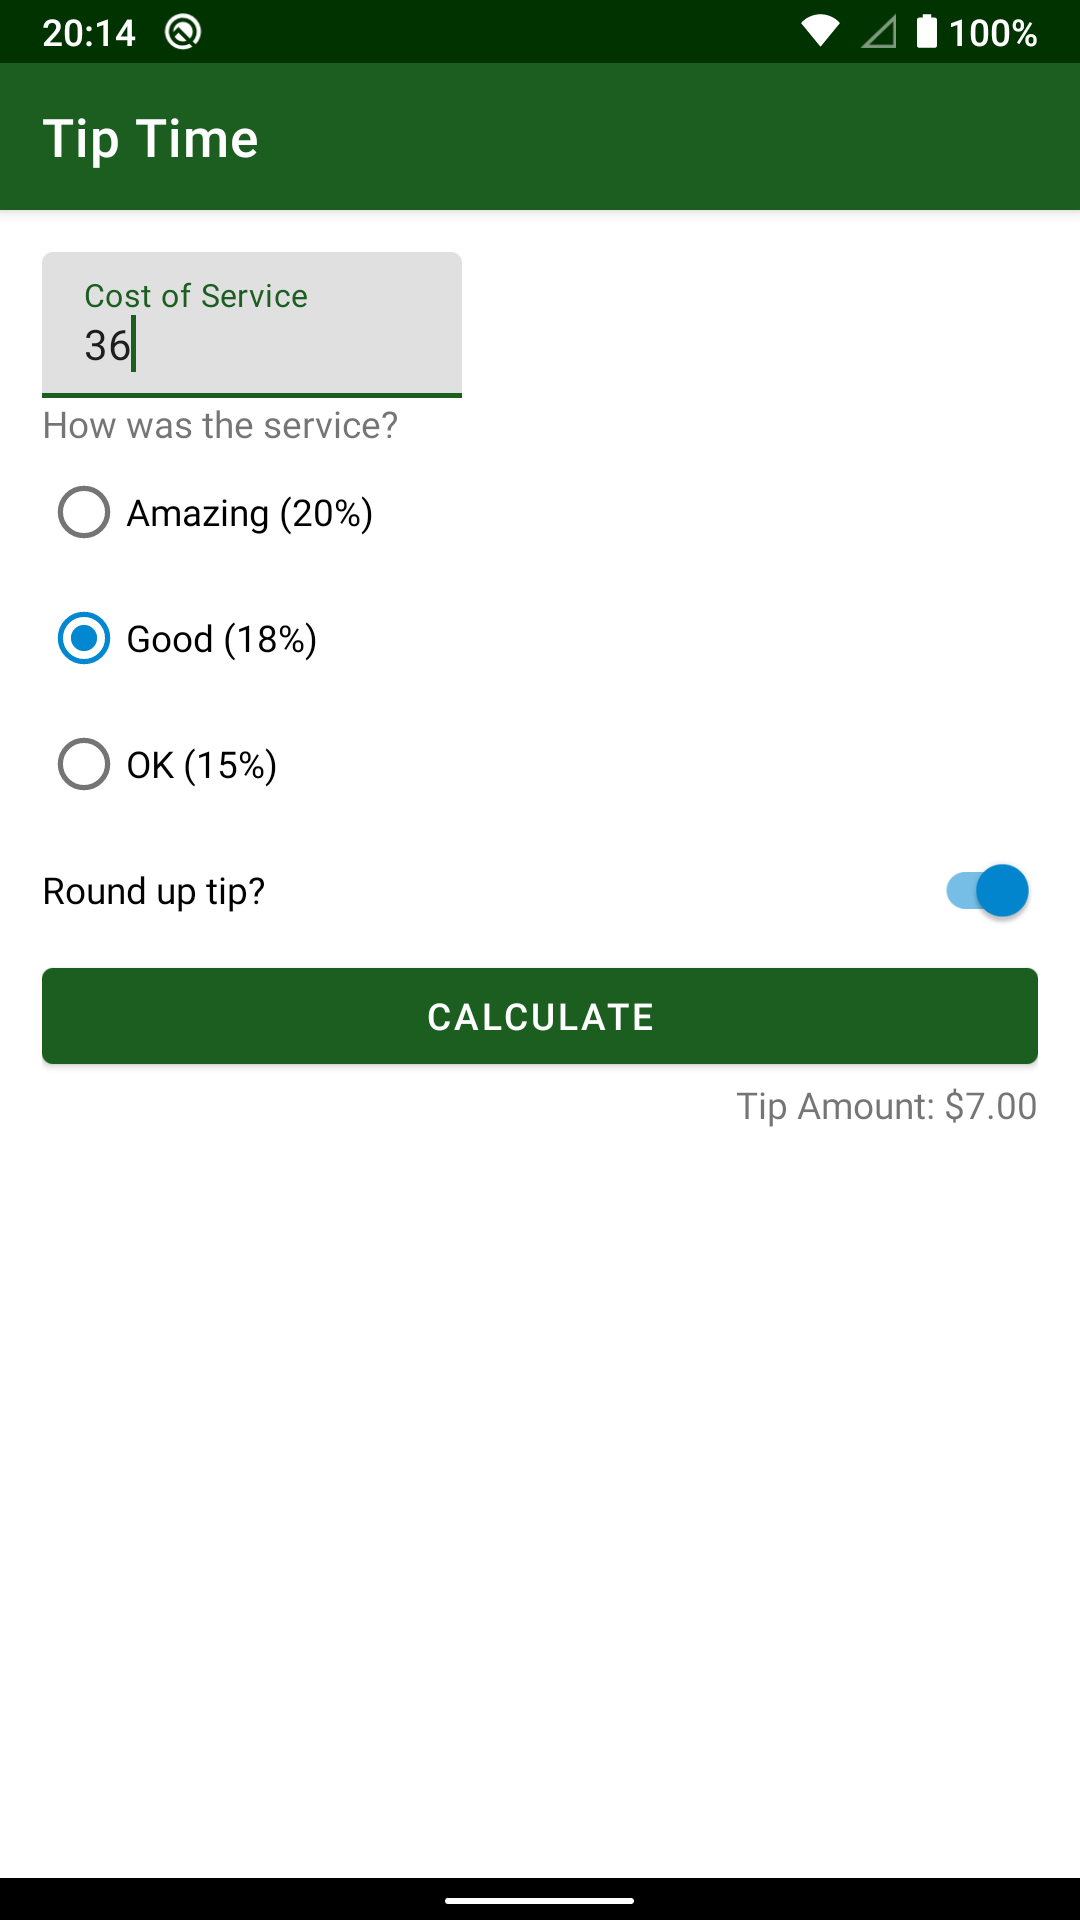 20:14 100%
Tip Time
Cost of Service
36
How was the service?
Amazing (20%)
Good (18%)
OK (15%)
Round up tip?
CALCULATE
Tip Amount: $7.00